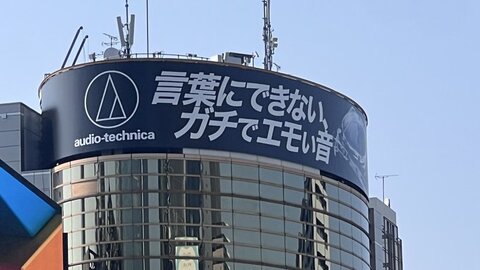 言葉にできない、
ガチでエモい音
audio-technica